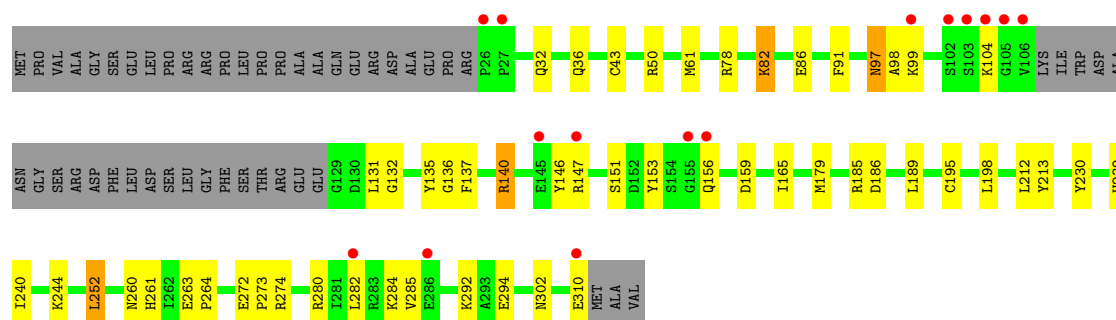 MET PRO VAL ALA GLY SER GLU LEU PRO ARG ARG PRO LEU PRO PRO ALA ALA GLN GLU ARG ASP ALA GLU PRO ARG P26 P27 Q32 Q36 C43 R50 M61 R78 K82 E86 F91 N97 A98 K99 S102 S103 K104 G105 V106 LYS ILE TRP ASP ALA
ASN GLY SER ARG ASP PHE LEU ASP SER LEU GLY PHE SER THR ARG GLU GLU G129 D130 L131 G132 Y135 G136 F137 R140 E145 Y146 R147 S151 D152 Y153 S154 G155 Q156 D159 I165 M179 R185 D186 L189 C195 L198 L212 Y213 Y230
I240 K244 L252 N260 H261 I262 E263 P264 E272 P273 R274 R280 I281 L282 R283 K284 V285 E286 K292 A293 E294 N302 E310 MET ALA VAL